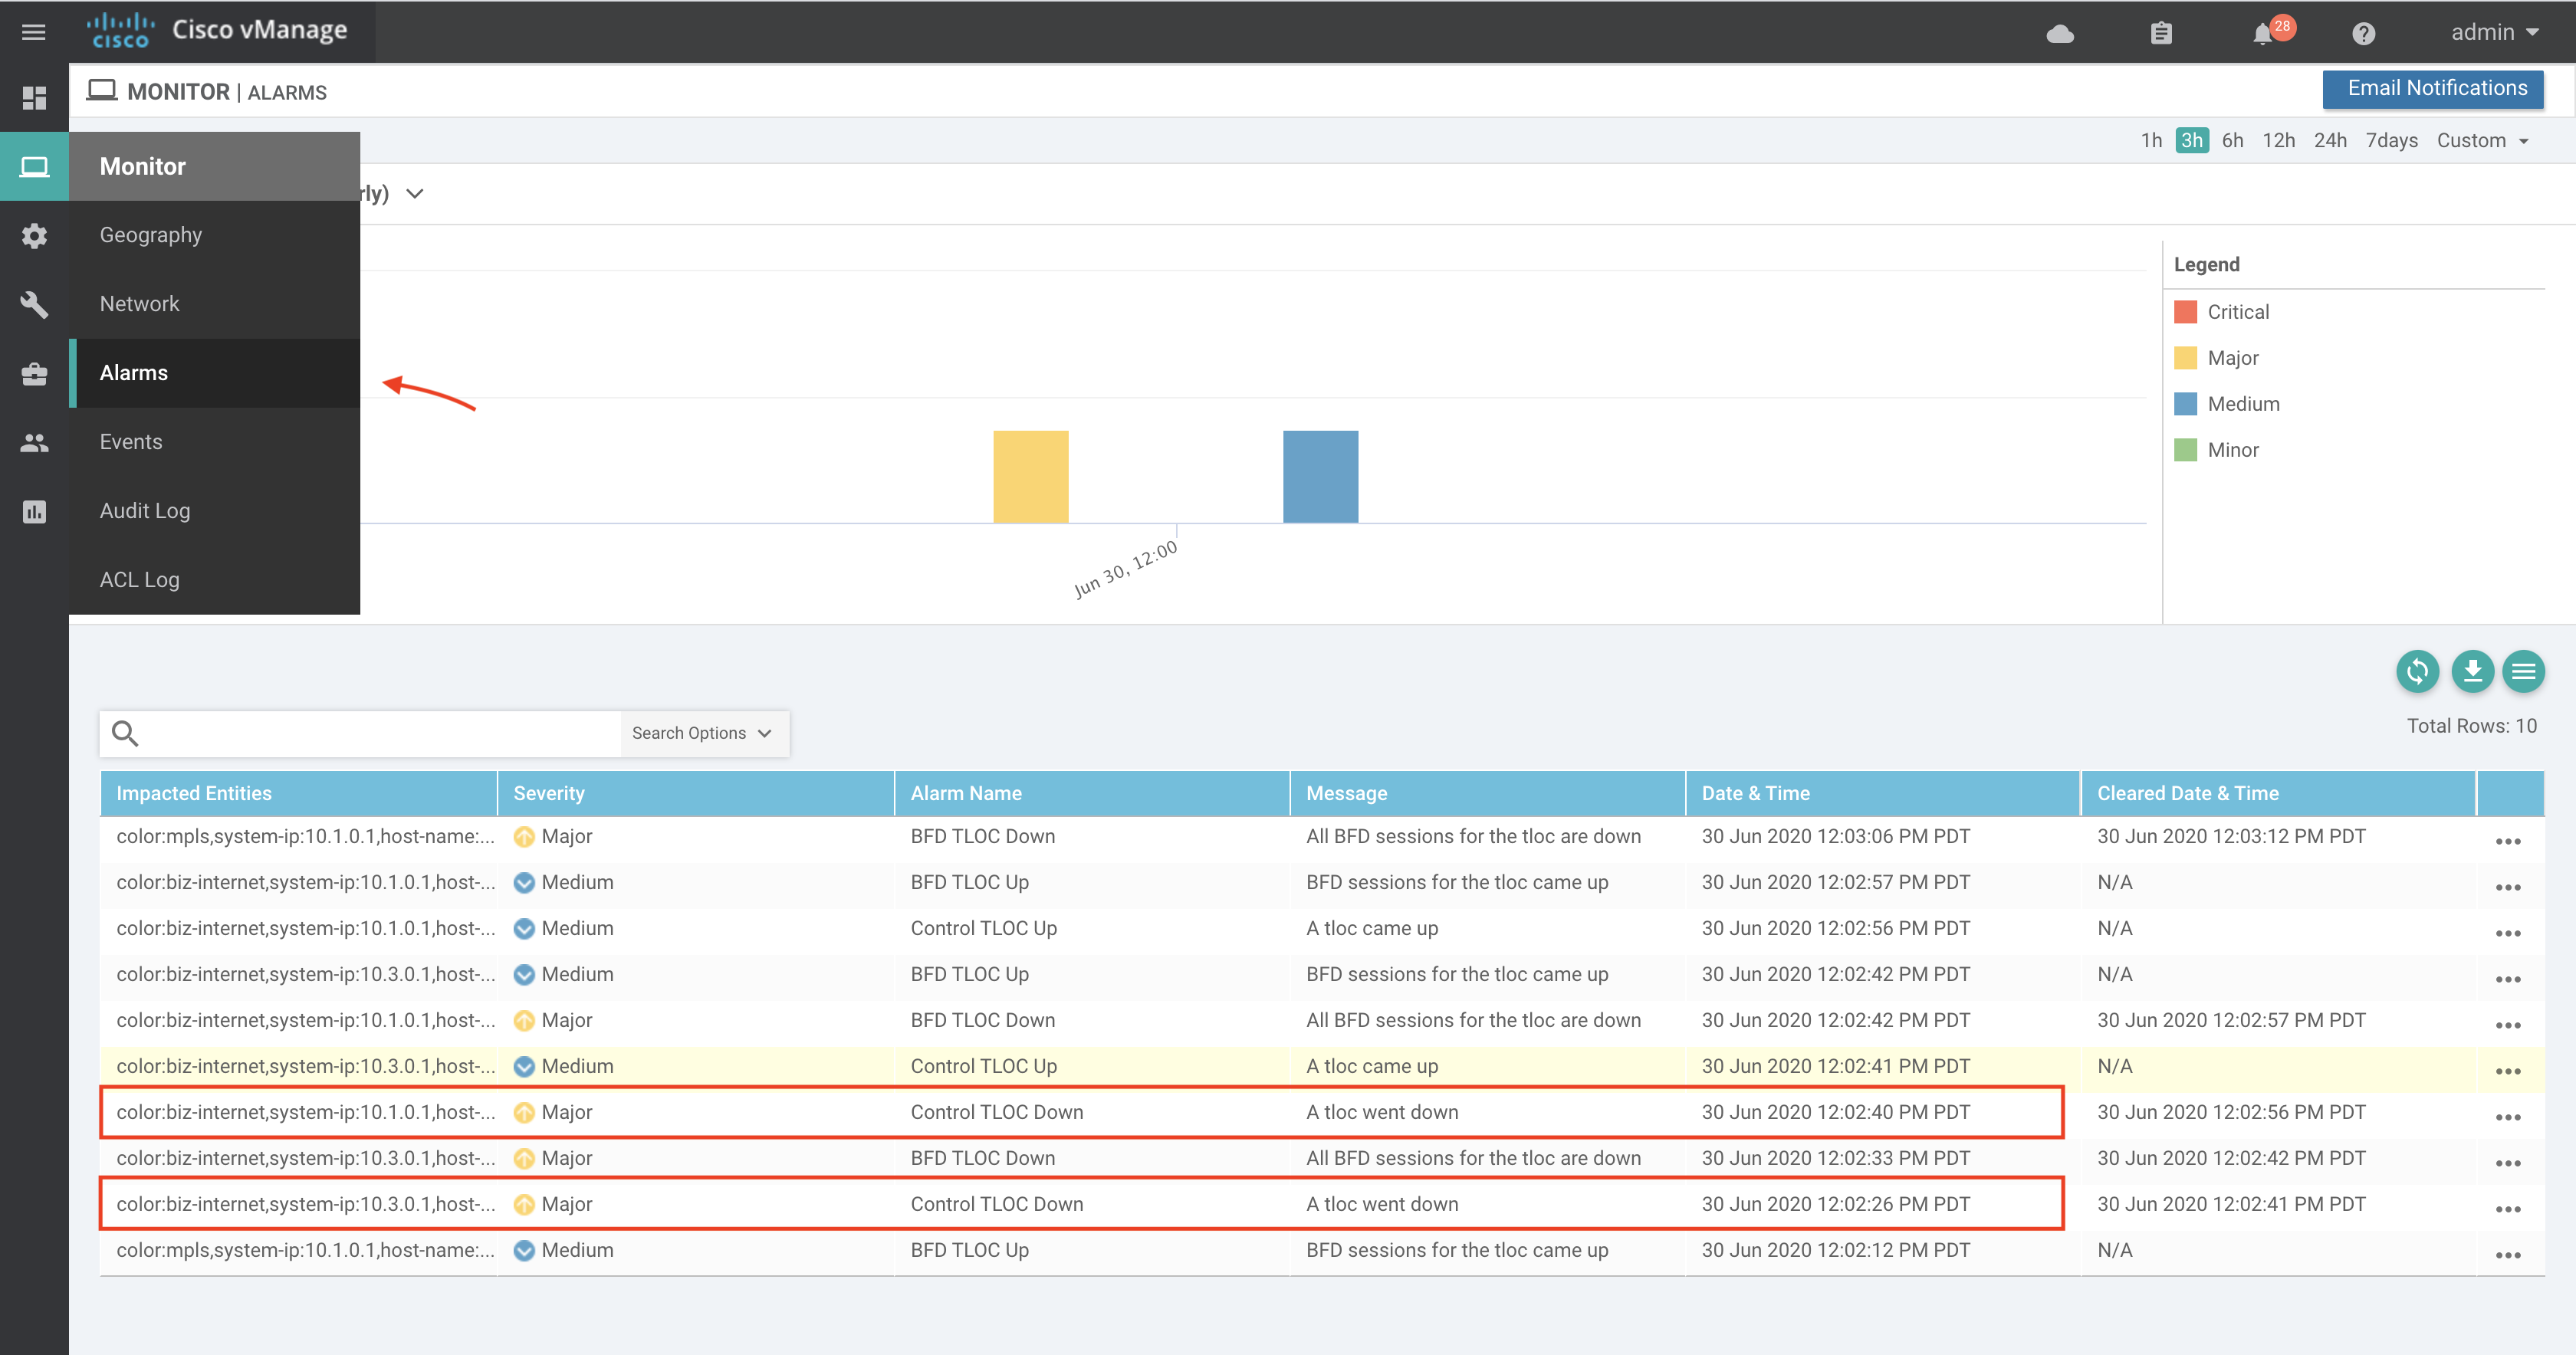 cisco Cisco vManage 28 admin
MONITOR | ALARMS Email Notifications
1h 3h 6h 12h 24h 7days Custom
Monitor
rly)
Geography
Network
Alarms
Events
Audit Log
ACL Log
Legend
Critical
Major
Medium
Minor
Jun 30, 12:00
Search Options
Total Rows: 10
Impacted Entities Severity Alarm Name Message Date & Time Cleared Date & Time
color:mpls,system-ip:10.1.0.1,host-name:... Major BFD TLOC Down All BFD sessions for the tloc are down 30 Jun 2020 12:03:06 PM PDT 30 Jun 2020 12:03:12 PM PDT
color:biz-internet,system-ip:10.1.0.1,host-... Medium BFD TLOC Up BFD sessions for the tloc came up 30 Jun 2020 12:02:57 PM PDT N/A
color:biz-internet,system-ip:10.1.0.1,host-... Medium Control TLOC Up A tloc came up 30 Jun 2020 12:02:56 PM PDT N/A
color:biz-internet,system-ip:10.3.0.1,host-... Medium BFD TLOC Up BFD sessions for the tloc came up 30 Jun 2020 12:02:42 PM PDT N/A
color:biz-internet,system-ip:10.1.0.1,host-... Major BFD TLOC Down All BFD sessions for the tloc are down 30 Jun 2020 12:02:42 PM PDT 30 Jun 2020 12:02:57 PM PDT
color:biz-internet,system-ip:10.3.0.1,host-... Medium Control TLOC Up A tloc came up 30 Jun 2020 12:02:41 PM PDT N/A
color:biz-internet,system-ip:10.1.0.1,host-... Major Control TLOC Down A tloc went down 30 Jun 2020 12:02:40 PM PDT 30 Jun 2020 12:02:56 PM PDT
color:biz-internet,system-ip:10.3.0.1,host-... Major BFD TLOC Down All BFD sessions for the tloc are down 30 Jun 2020 12:02:33 PM PDT 30 Jun 2020 12:02:42 PM PDT
color:biz-internet,system-ip:10.3.0.1,host-... Major Control TLOC Down A tloc went down 30 Jun 2020 12:02:26 PM PDT 30 Jun 2020 12:02:41 PM PDT
color:mpls,system-ip:10.1.0.1,host-name:... Medium BFD TLOC Up BFD sessions for the tloc came up 30 Jun 2020 12:02:12 PM PDT N/A